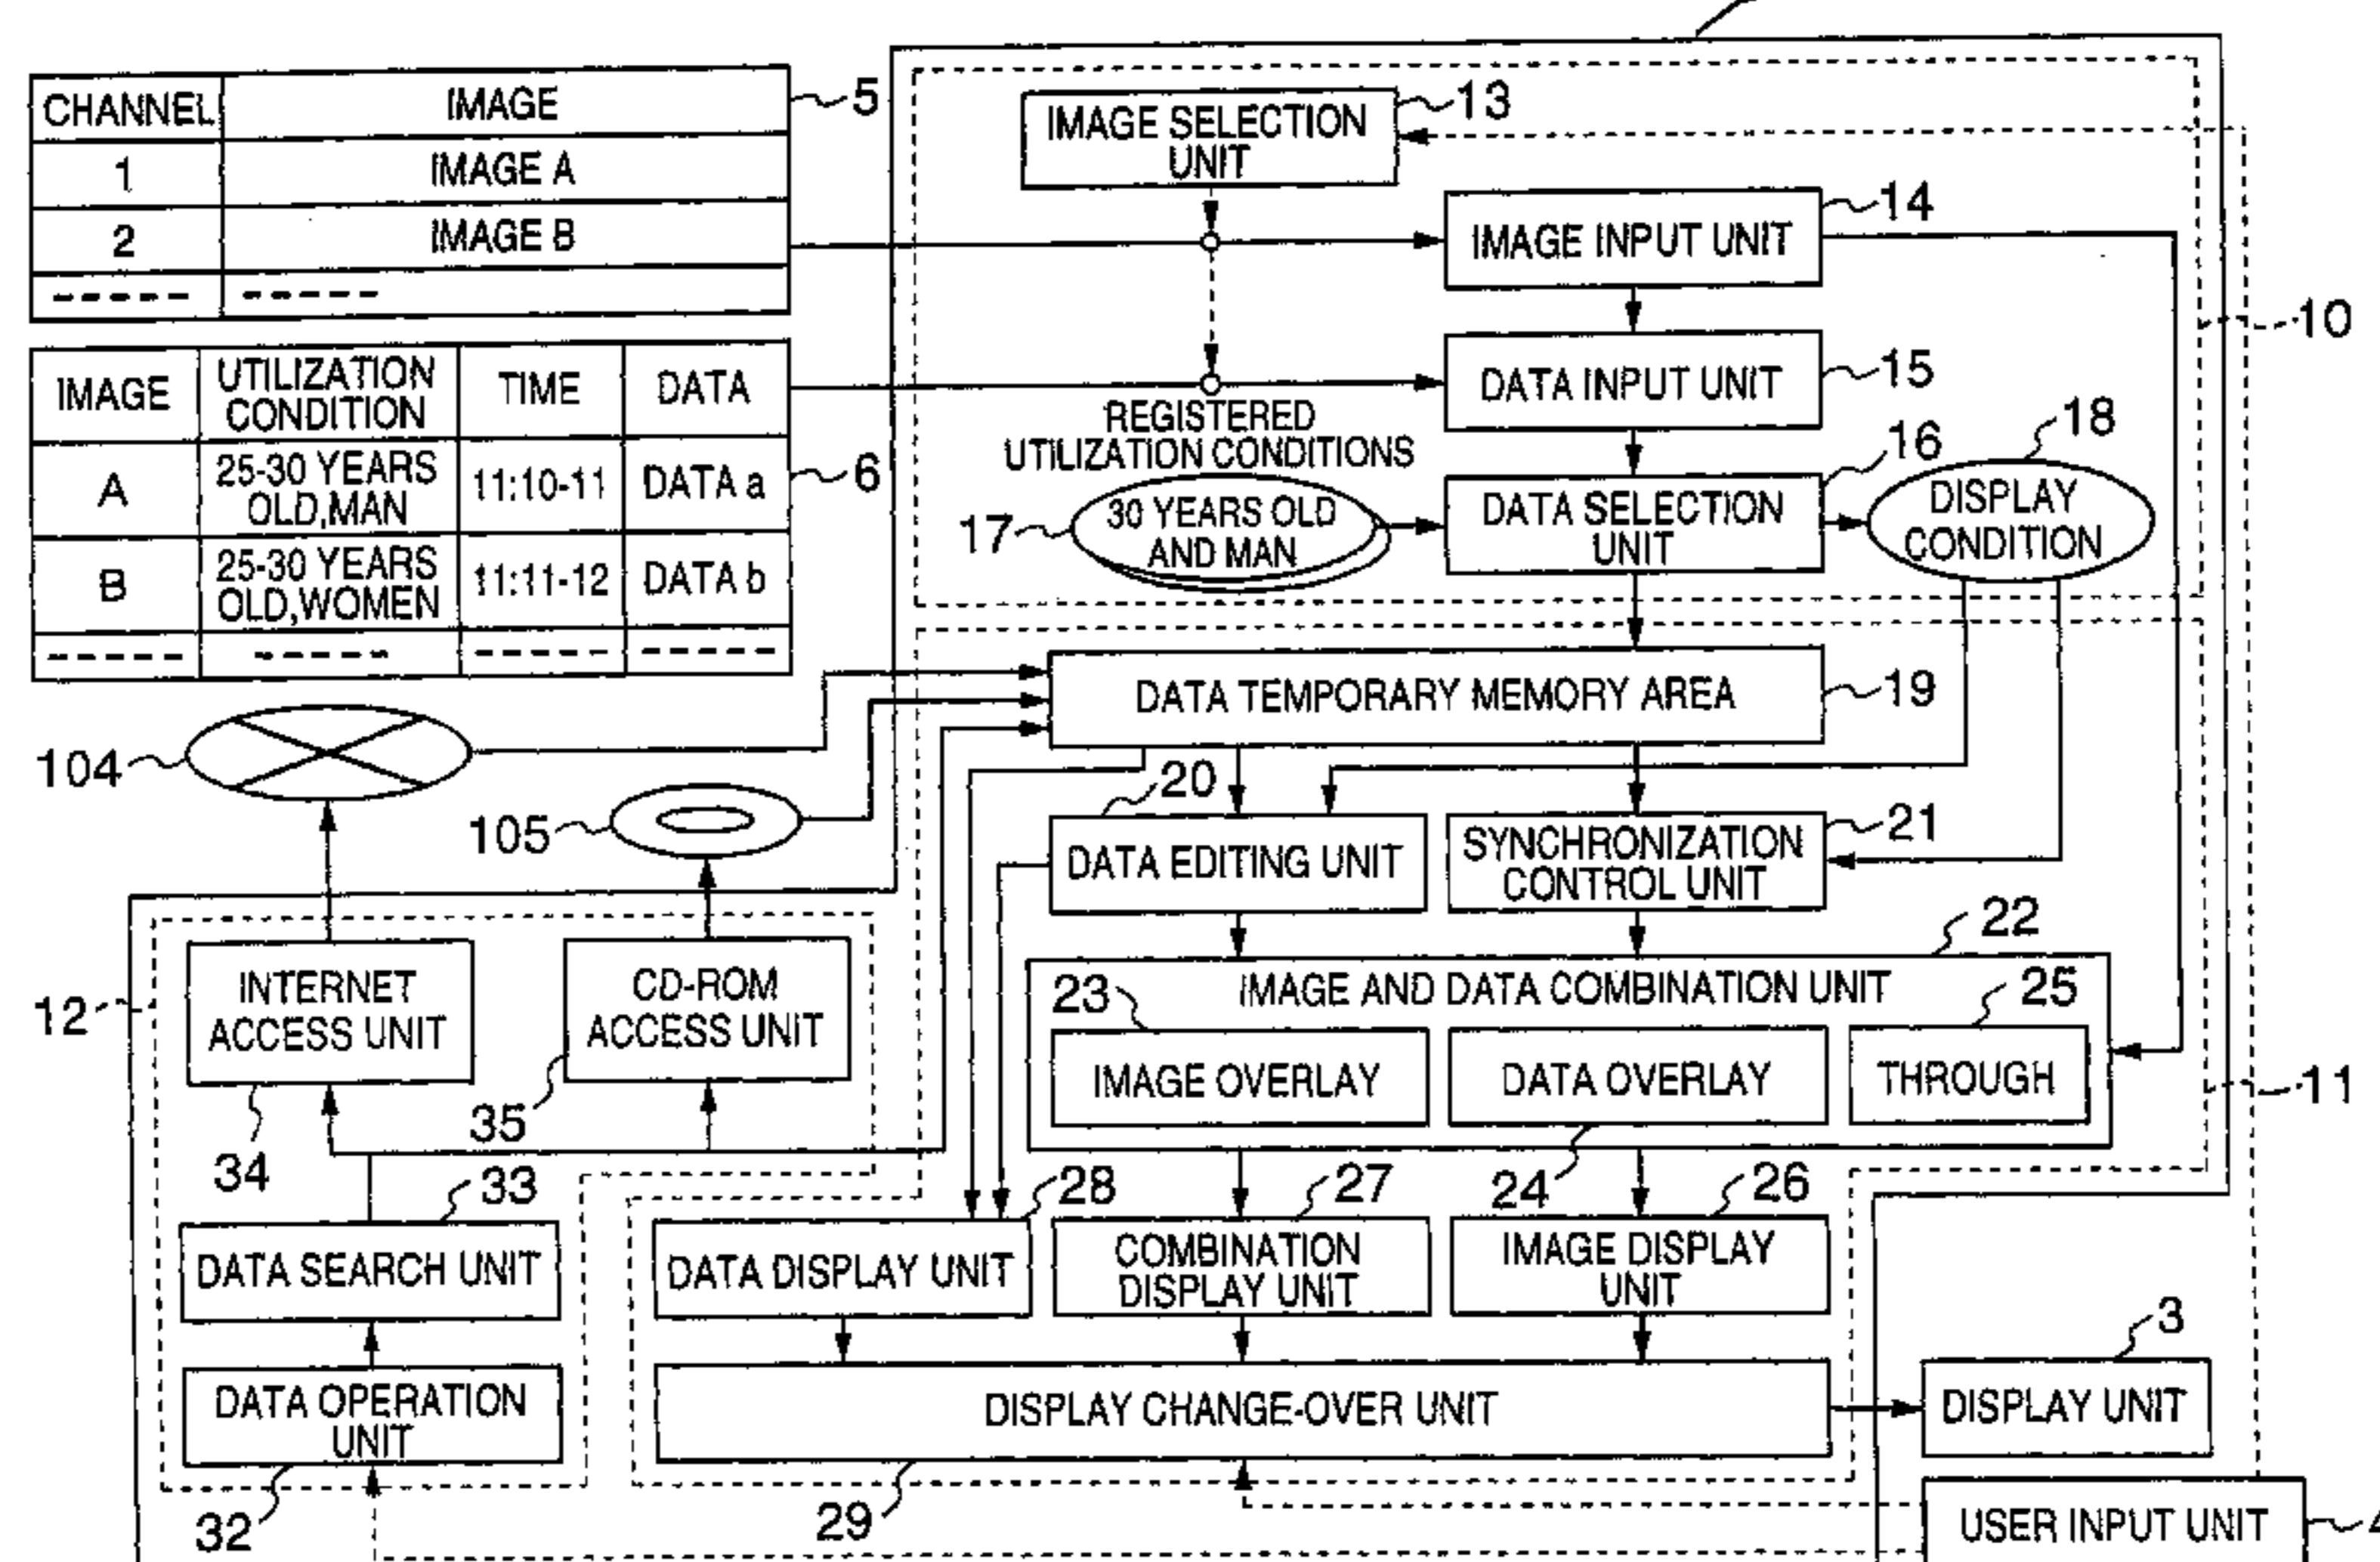 CHANNEL IMAGE
1 IMAGE A
2 IMAGE B
----- -----
5
IMAGE UTILIZATION CONDITION TIME DATA
A 25-30 YEARS OLD,MAN 11:10-11 DATA a
B 25-30 YEARS OLD,WOMEN 11:11-12 DATA b
----- ----- ----- -----
6
IMAGE SELECTION
UNIT
13
IMAGE INPUT UNIT
14
DATA INPUT UNIT
15
10
REGISTERED
UTILIZATION CONDITIONS
17
30 YEARS OLD
AND MAN
DATA SELECTION
UNIT
16
18
DISPLAY
CONDITION
DATA TEMPORARY MEMORY AREA
19
104
105
20
DATA EDITING UNIT
SYNCHRONIZATION
CONTROL UNIT
21
22
IMAGE AND DATA COMBINATION UNIT
23
IMAGE OVERLAY
DATA OVERLAY
24
25
THROUGH
11
12
INTERNET
ACCESS UNIT
34
CD-ROM
ACCESS UNIT
35
33
DATA SEARCH UNIT
DATA OPERATION
UNIT
32
28
DATA DISPLAY UNIT
27
COMBINATION
DISPLAY UNIT
26
IMAGE DISPLAY
UNIT
DISPLAY CHANGE-OVER UNIT
29
3
DISPLAY UNIT
USER INPUT UNIT